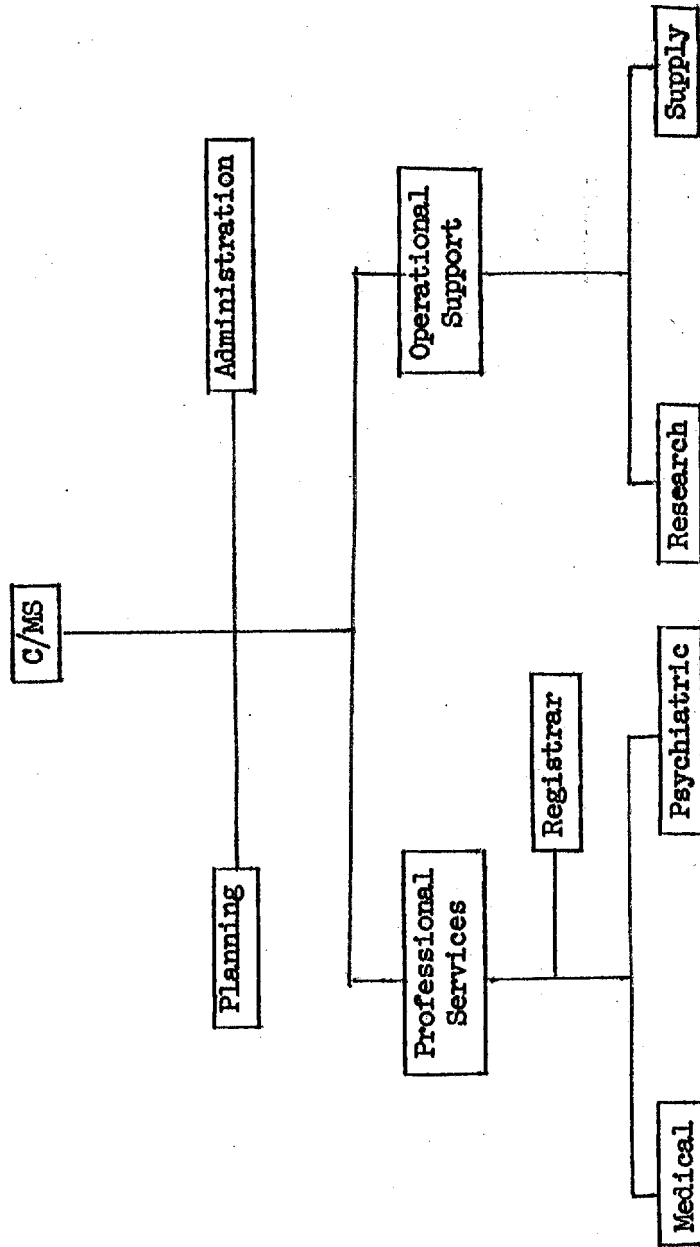 C/MS
Planning
Administration
Professional
Services
Operational
Support
Registrar
Medical
Psychiatric
Research
Supply